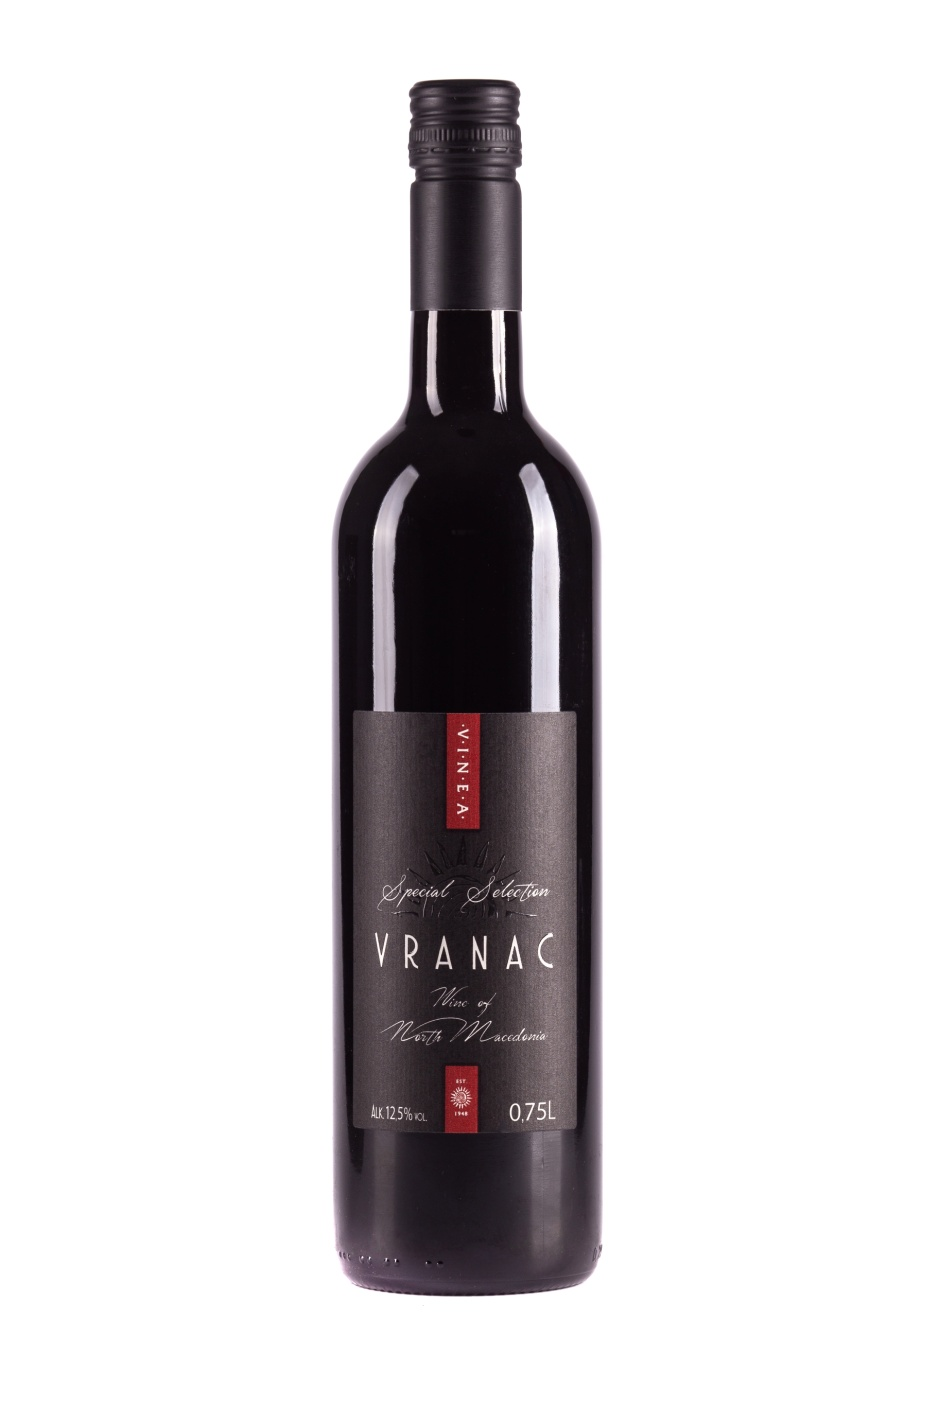 ·V·I·N·E·A·
Special Selection
VRANAC
Wine of
North Macedonia
EST.
1948
ALK. 12,5% VOL.
0,75L